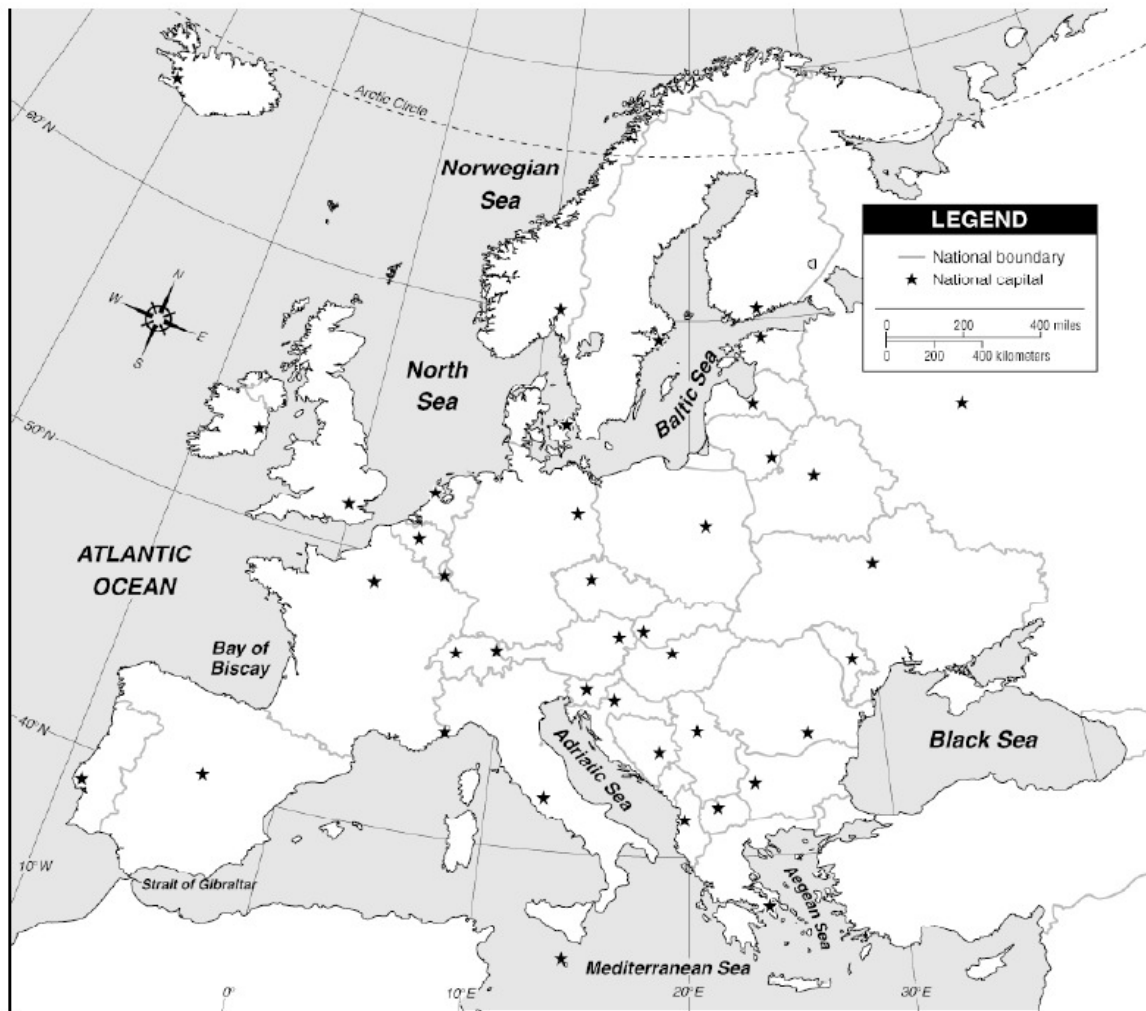 Arctic Circle
60°N
Norwegian
Sea
LEGEND
National boundary
National capital
0 200 400 miles
0 200 400 kilometers
N
W
E
S
North
Sea
Baltic Sea
50°N
ATLANTIC
OCEAN
Bay of
Biscay
40°N
Adriatic Sea
Black Sea
10°W
Strait of Gibraltar
Aegean Sea
Mediterranean Sea
0°
10°E
20°E
30°E